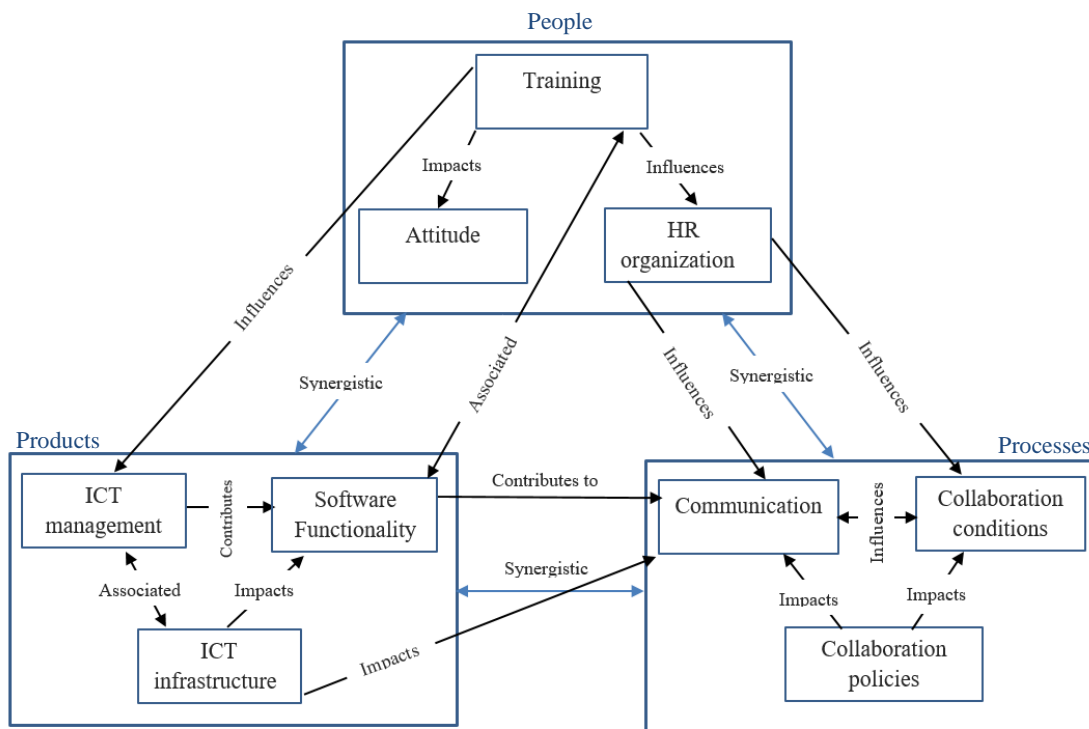 People
Training
Impacts
Influences
Attitude
HR
organization
Influences
Associated
Influences
Influences
Synergistic
Synergistic
Products
Processes
ICT
management
Contributes
Software
Functionality
Contributes to
Communication
Influences
Collaboration
conditions
Associated
Impacts
Synergistic
Impacts
Impacts
ICT
infrastructure
Impacts
Collaboration
policies